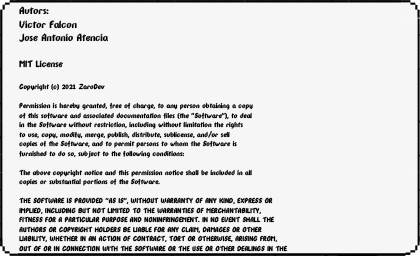 Autors:
Victor Falcon
Jose Antonio Atencia
MIT License
Copyright (c) 2021 ZaroDev
Permission is hereby granted, free of charge, to any person obtaining a copy
of this software and associated documentation files (the "Software"), to deal
in the Software without restriction, including without limitation the rights
to use, copy, modify, merge, publish, distribute, sublicense, and/or sell
copies of the Software, and to permit persons to whom the Software is
furnished to do so, subject to the following conditions:
The above copyright notice and this permission notice shall be included in all
copies or substantial portions of the Software.
THE SOFTWARE IS PROVIDED "AS IS", WITHOUT WARRANTY OF ANY KIND, EXPRESS OR
IMPLIED, INCLUDING BUT NOT LIMITED TO THE WARRANTIES OF MERCHANTABILITY,
FITNESS FOR A PARTICULAR PURPOSE AND NONINFRINGEMENT. IN NO EVENT SHALL THE
AUTHORS OR COPYRIGHT HOLDERS BE LIABLE FOR ANY CLAIM, DAMAGES OR OTHER
LIABILITY, WHETHER IN AN ACTION OF CONTRACT, TORT OR OTHERWISE, ARISING FROM,
OUT OF OR IN CONNECTION WITH THE SOFTWARE OR THE USE OR OTHER DEALINGS IN THE